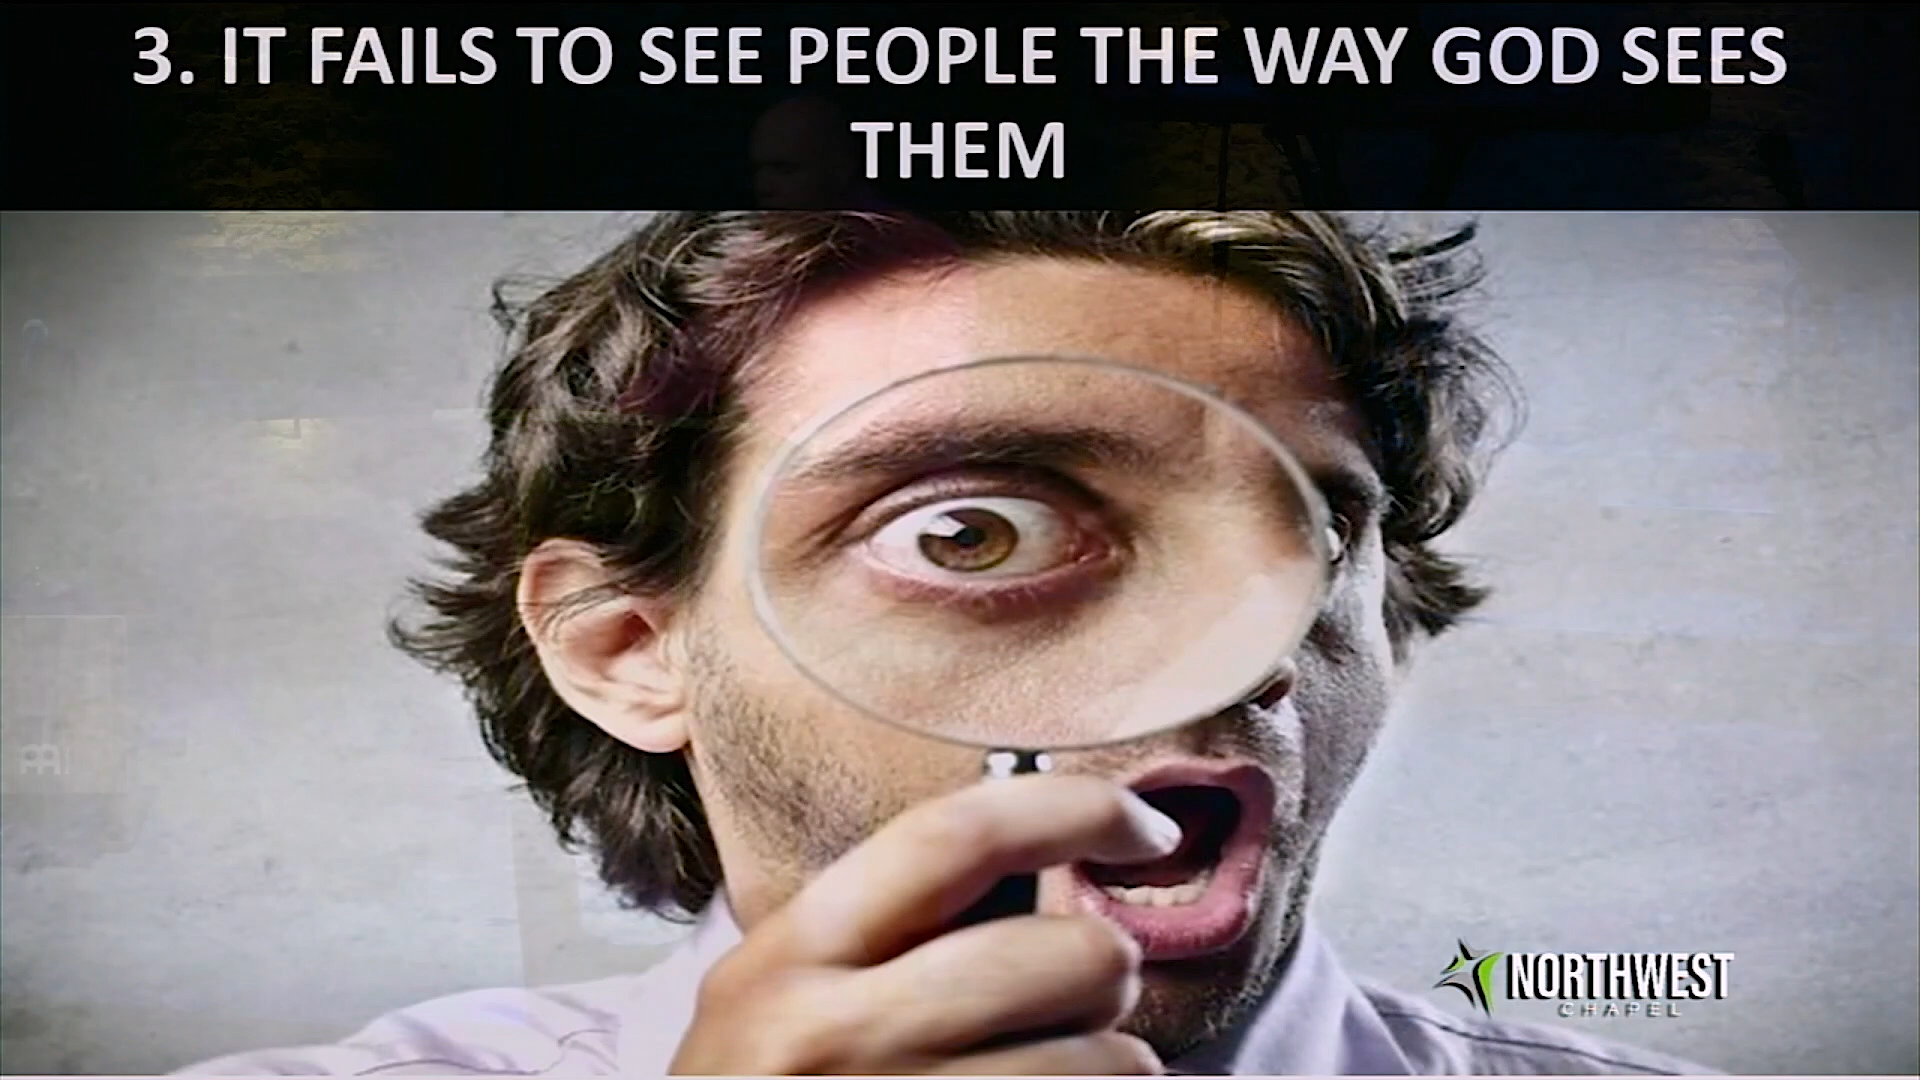 3. IT FAILS TO SEE PEOPLE THE WAY GOD SEES
THEM
NORTHWEST
CHAPEL